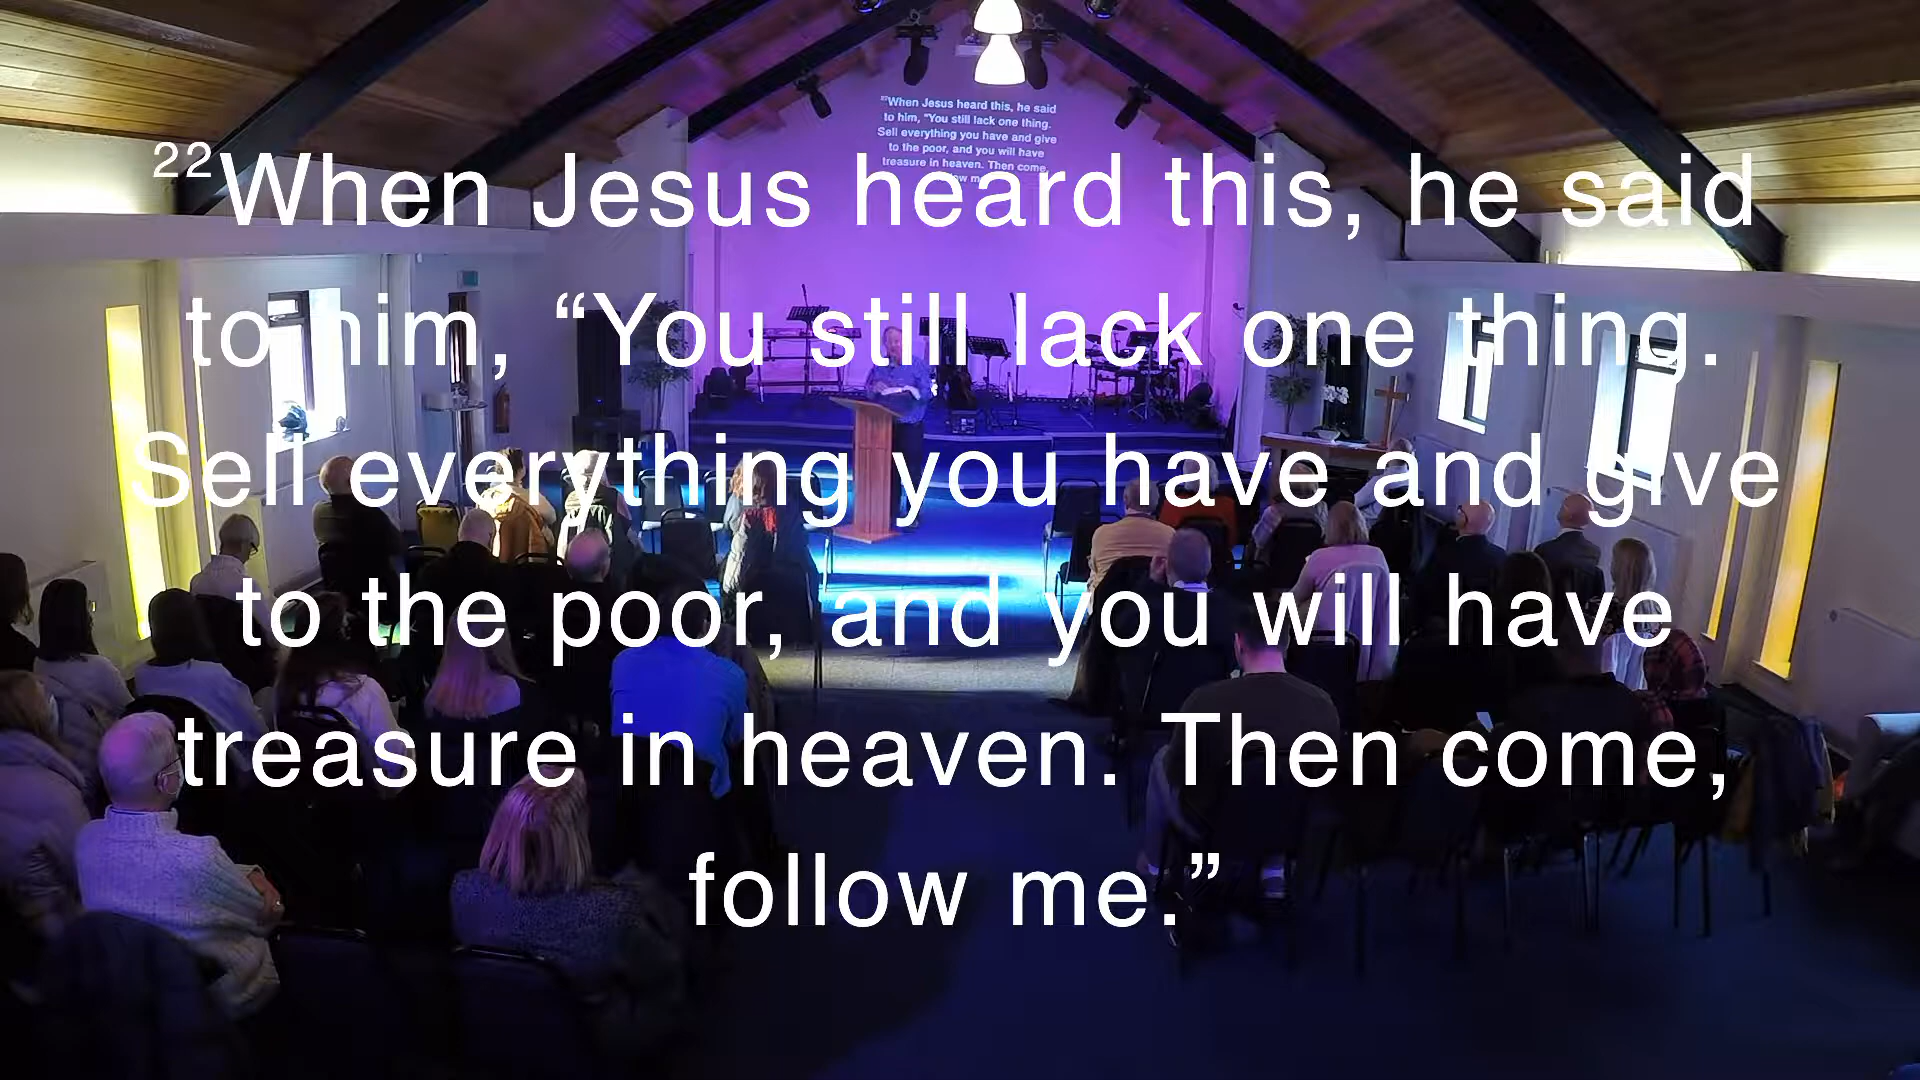 ²²When Jesus heard this, he said
to him, "You still lack one thing.
Sell everything you have and give
to the poor, and you will have
treasure in heaven. Then come,
ow m
²²When Jesus heard this, he said
to him, “You still lack one thing.
Sell everything you have and give
to the poor, and you will have
treasure in heaven. Then come,
follow me.”